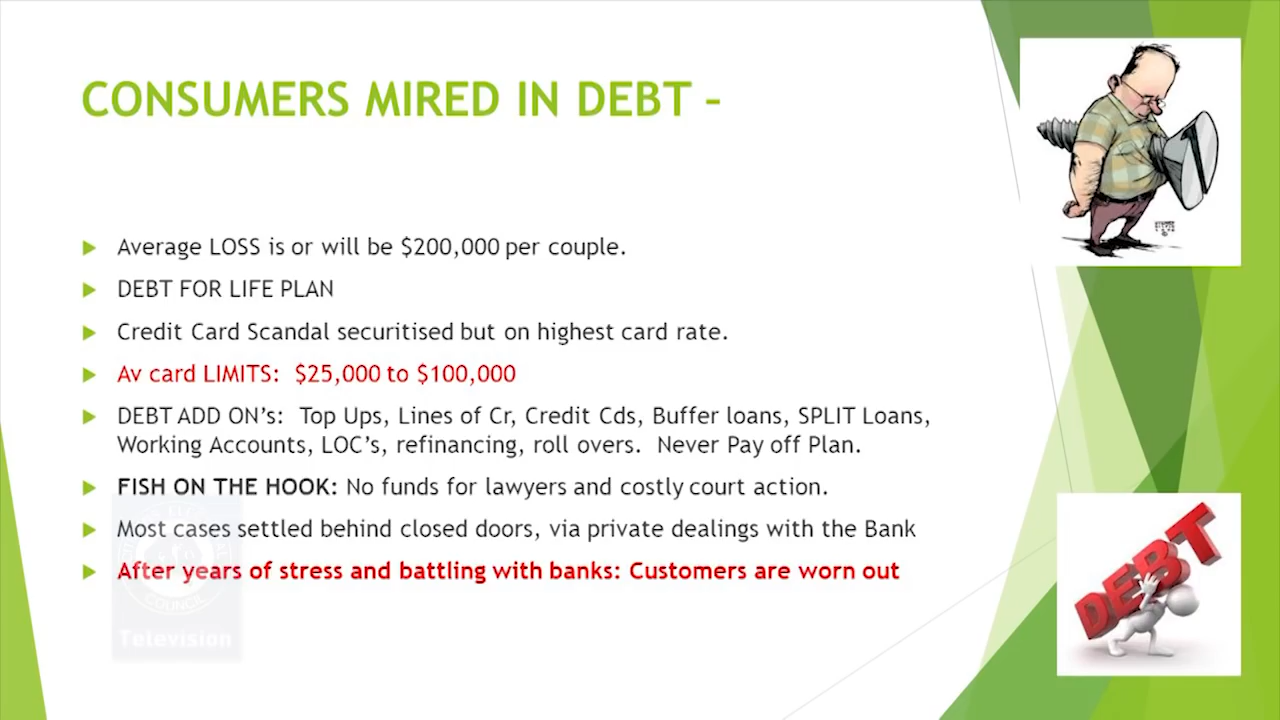 CONSUMERS MIRED IN DEBT –
Average LOSS is or will be $200,000 per couple.
DEBT FOR LIFE PLAN
Credit Card Scandal securitised but on highest card rate.
Av card LIMITS: $25,000 to $100,000
DEBT ADD ON's: Top Ups, Lines of Cr, Credit Cds, Buffer loans, SPLIT Loans,
Working Accounts, LOC's, refinancing, roll overs. Never Pay off Plan.
FISH ON THE HOOK: No funds for lawyers and costly court action.
Most cases settled behind closed doors, via private dealings with the Bank
After years of stress and battling with banks: Customers are worn out
DEBT
COUNCIL
Television